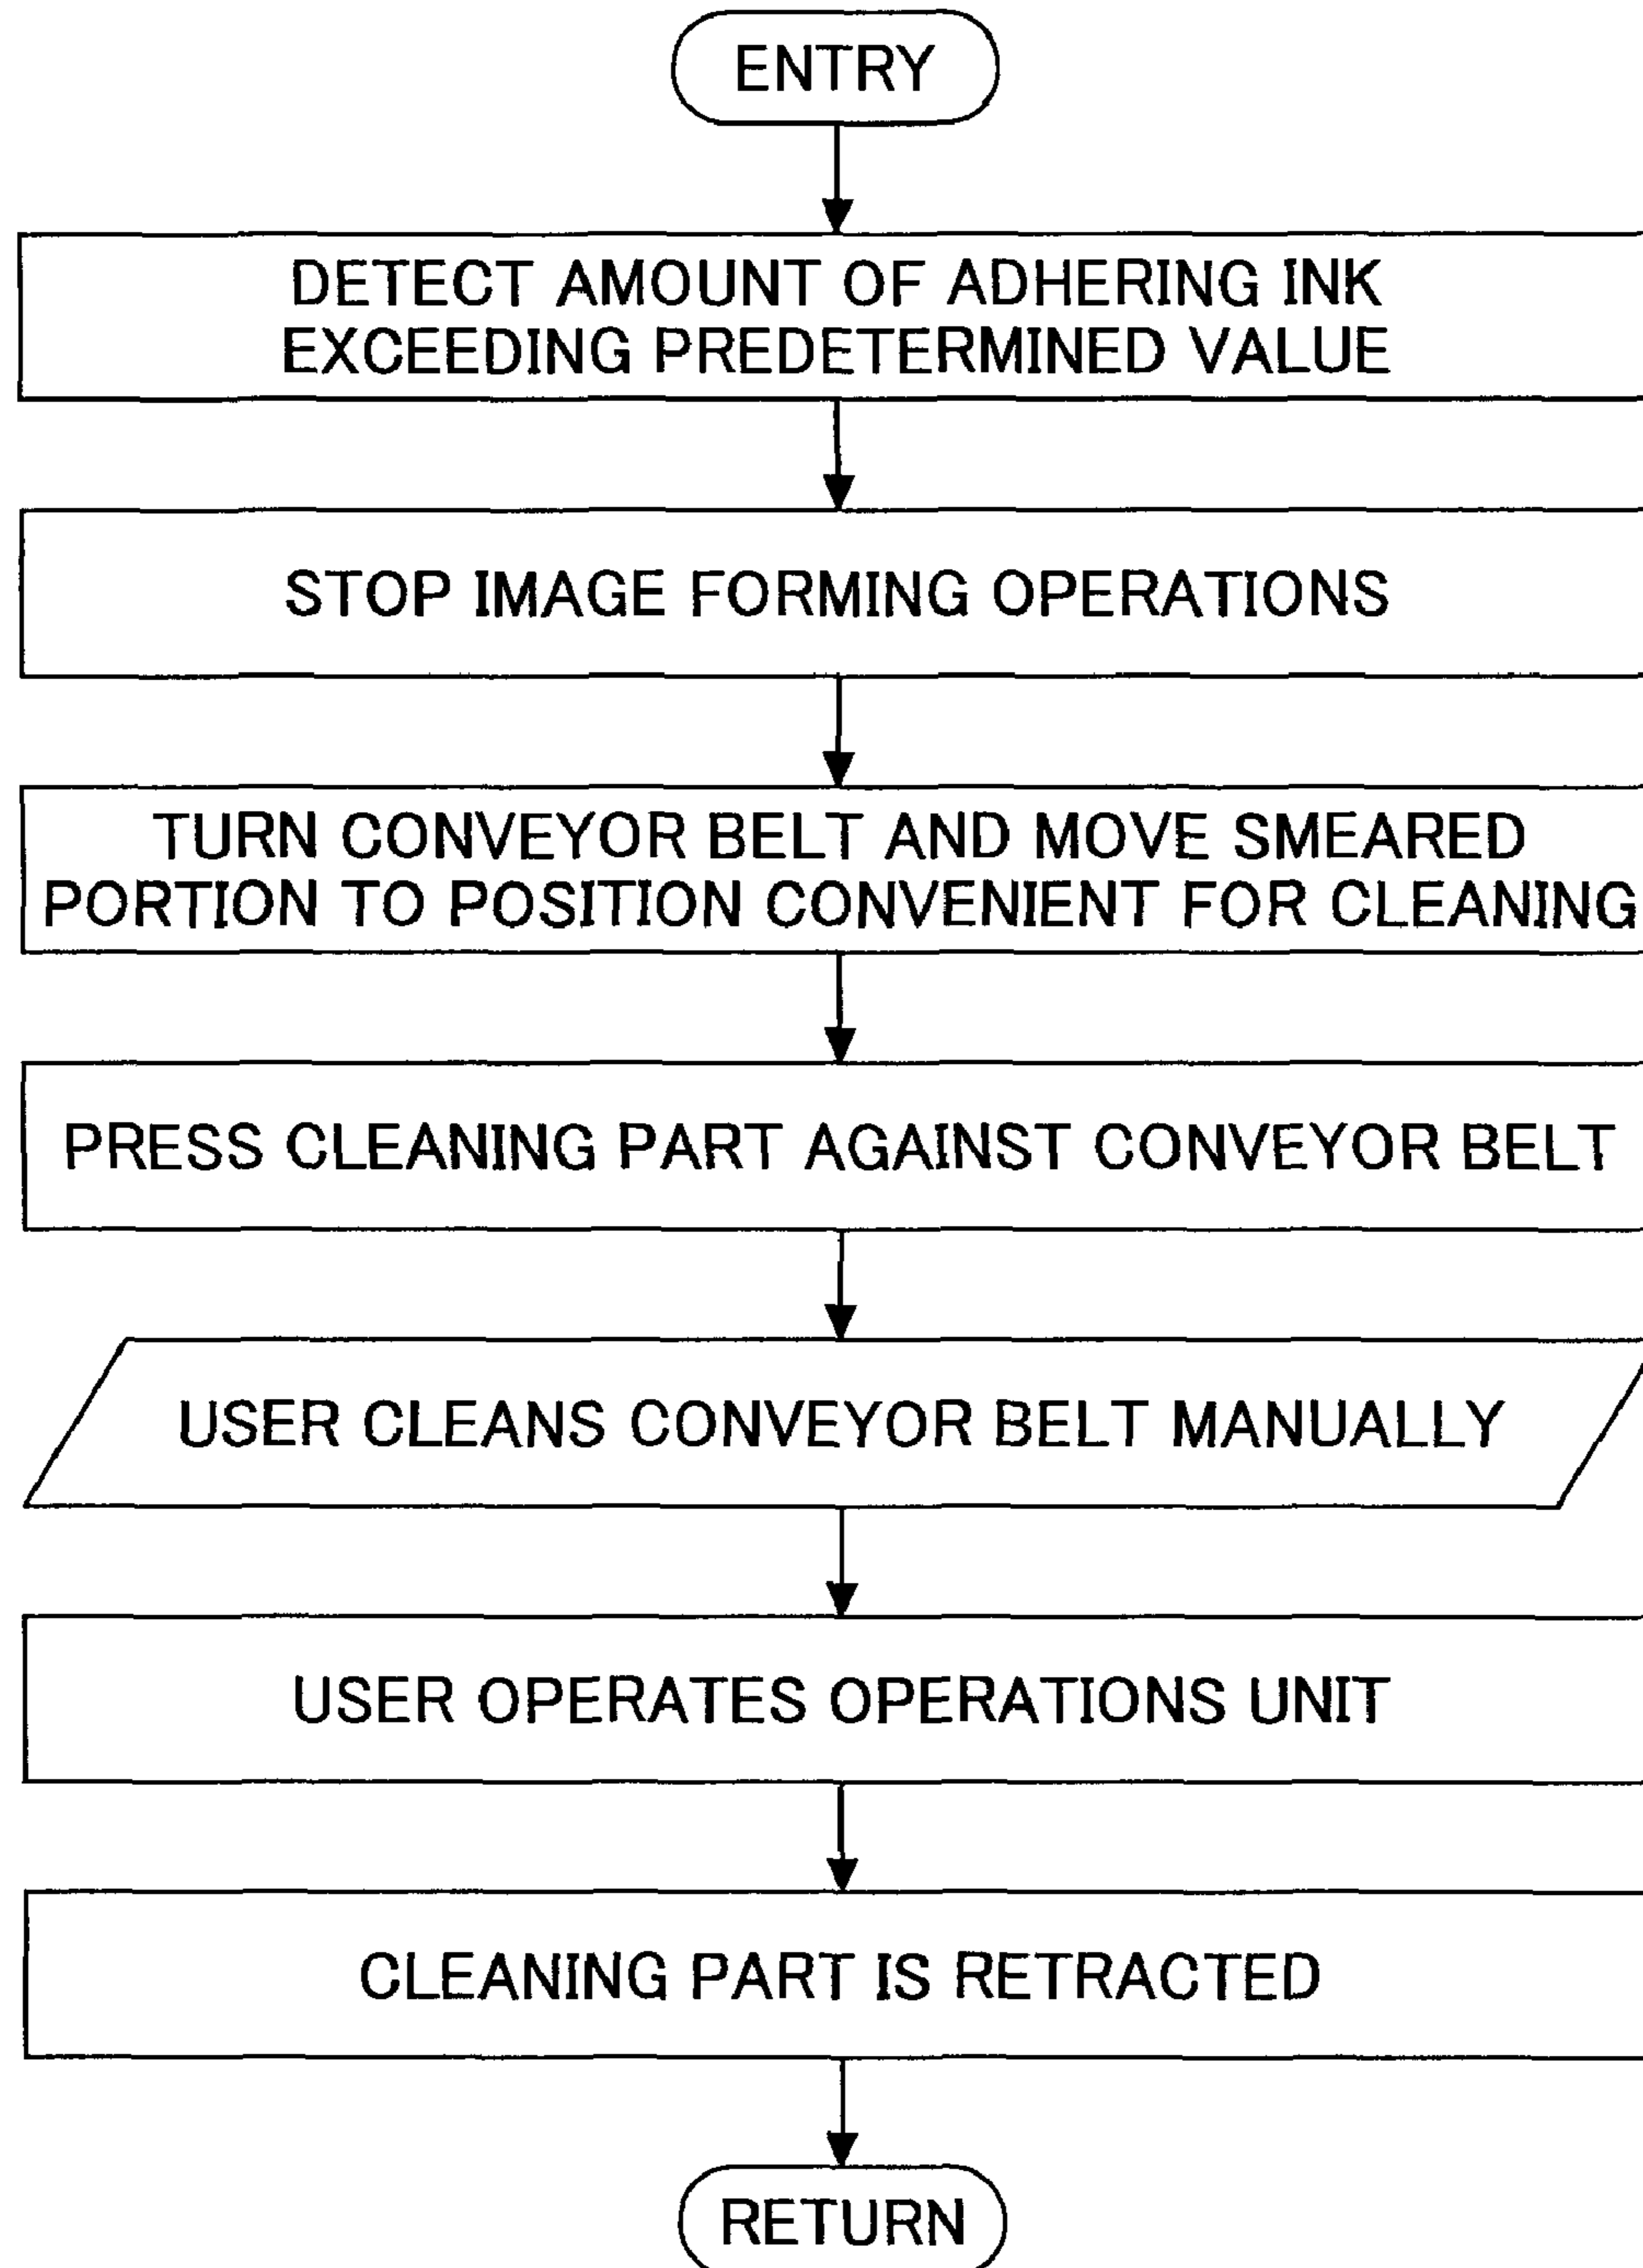 ENTRY
DETECT AMOUNT OF ADHERING INK
EXCEEDING PREDETERMINED VALUE
STOP IMAGE FORMING OPERATIONS
TURN CONVEYOR BELT AND MOVE SMEARED
PORTION TO POSITION CONVENIENT FOR CLEANING
PRESS CLEANING PART AGAINST CONVEYOR BELT
USER CLEANS CONVEYOR BELT MANUALLY
USER OPERATES OPERATIONS UNIT
CLEANING PART IS RETRACTED
RETURN